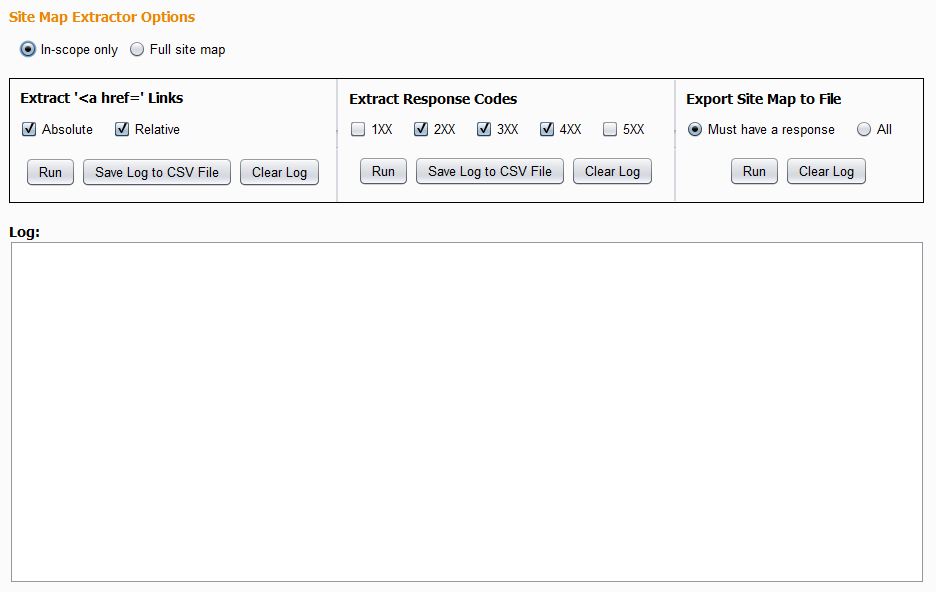 Site Map Extractor Options
In-scope only Full site map
Extract '<a href=' Links
Absolute Relative
Run Save Log to CSV File Clear Log
Extract Response Codes
1XX 2XX 3XX 4XX 5XX
Run Save Log to CSV File Clear Log
Export Site Map to File
Must have a response All
Run Clear Log
Log: